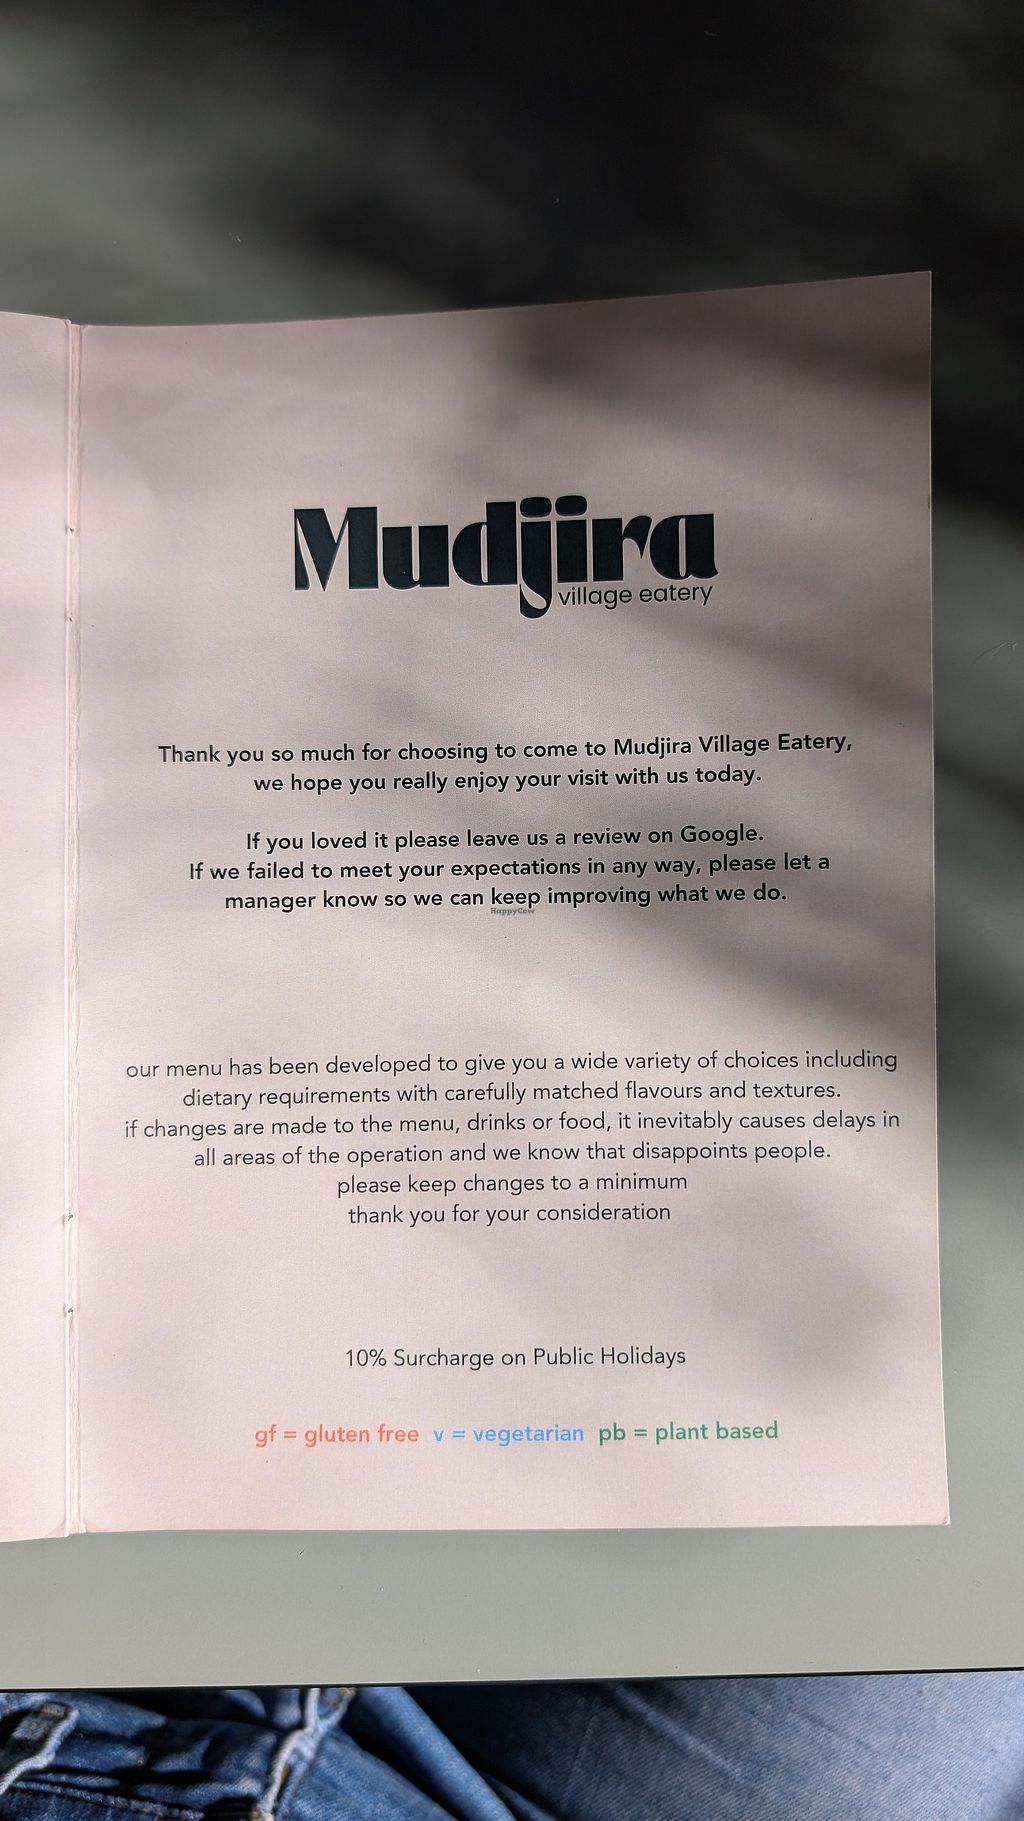 Mudjira
village eatery
Thank you so much for choosing to come to Mudjira Village Eatery,
we hope you really enjoy your visit with us today.
If you loved it please leave us a review on Google.
If we failed to meet your expectations in any way, please let a
manager know so we can keep improving what we do.
HappyCow
our menu has been developed to give you a wide variety of choices including
dietary requirements with carefully matched flavours and textures.
if changes are made to the menu, drinks or food, it inevitably causes delays in
all areas of the operation and we know that disappoints people.
please keep changes to a minimum
thank you for your consideration
10% Surcharge on Public Holidays
gf = gluten free v = vegetarian pb = plant based